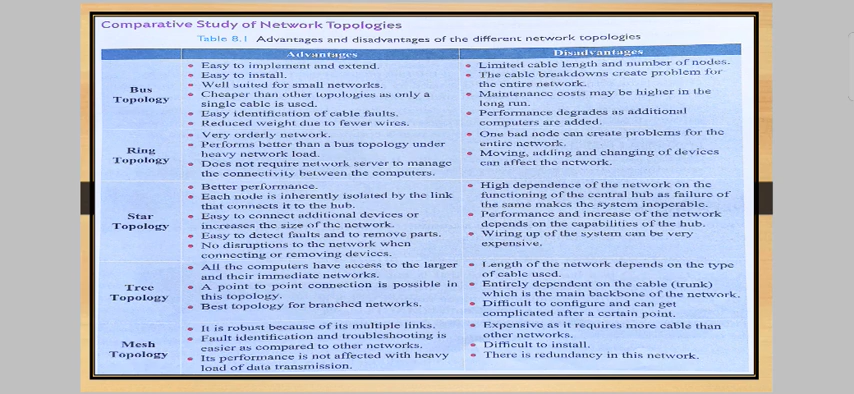 Comparative Study of Network Topologies
Table 8.1 Advantages and disadvantages of the different network topologies
Advantages
Disadvantages
Bus
Topology
• Easy to implement and extend.
• Easy to install.
• Well suited for small networks.
• Cheaper than other topologies as only a
single cable is used.
• Easy identification of cable faults.
• Reduced weight due to fewer wires.
• Limited cable length and number of nodes.
• The cable breakdowns create problem for
the entire network.
• Maintenance costs may be higher in the
long run.
• Performance degrades as additional
computers are added.
Ring
Topology
• Very orderly network.
• Performs better than a bus topology under
heavy network load.
• Does not require network server to manage
the connectivity between the computers.
• One bad node can create problems for the
entire network.
• Moving, adding and changing of devices
can affect the network.
Star
Topology
• Better performance.
• Each node is inherently isolated by the link
that connects it to the hub.
• Easy to connect additional devices or
increases the size of the network.
• Easy to detect faults and to remove parts.
• No disruptions to the network when
connecting or removing devices.
• High dependence of the network on the
functioning of the central hub as failure of
the same makes the system inoperable.
• Performance and increase of the network
depends on the capabilities of the hub.
• Wiring up of the system can be very
expensive.
Tree
Topology
• All the computers have access to the larger
and their immediate networks.
• A point to point connection is possible in
this topology.
• Best topology for branched networks.
• Length of the network depends on the type
of cable used.
• Entirely dependent on the cable (trunk)
which is the main backbone of the network.
• Difficult to configure and can get
complicated after a certain point.
Mesh
Topology
• It is robust because of its multiple links.
• Fault identification and troubleshooting is
easier as compared to other networks.
• Its performance is not affected with heavy
load of data transmission.
• Expensive as it requires more cable than
other networks.
• Difficult to install.
• There is redundancy in this network.